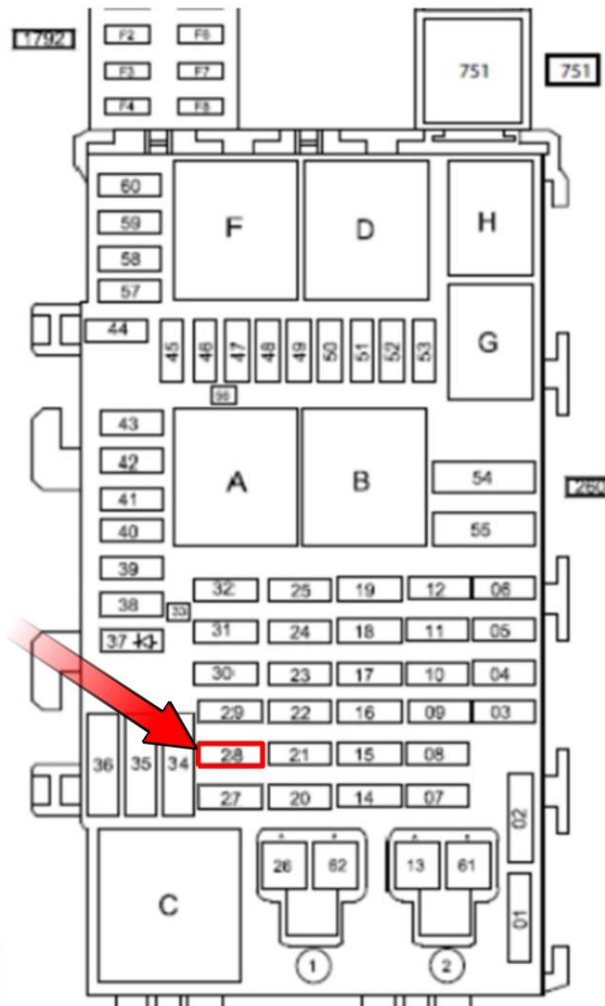 1792 F2 F6 751 751
F3 F7
F4 F8
60 F D H
59
58
57
44 45 46 47 48 49 50 51 52 53 G
43 A B
42 54
41
40 55
39 32 25 19 12 06
38 33 31 24 18 11 05
37 30 23 17 10 04
29 22 16 09 03
36 35 34 28 21 15 08
27 20 14 07 02
C 26 62 13 61 01
1 2